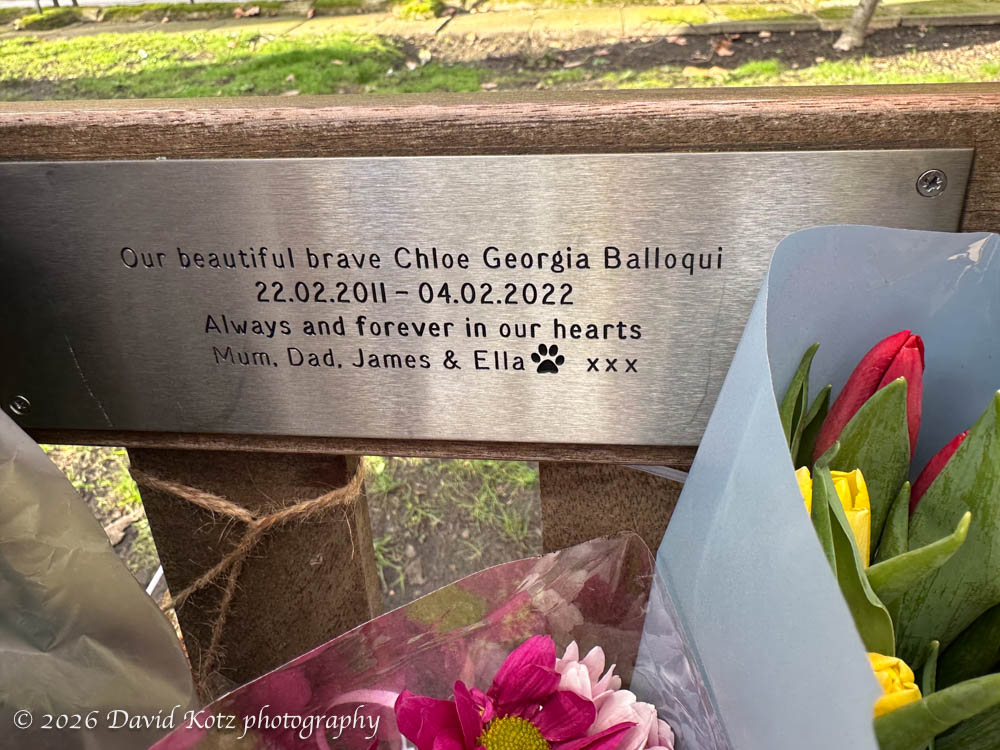 Our beautiful brave Chloe Georgia Balloqui
22.02.2011 – 04.02.2022
Always and forever in our hearts
Mum, Dad, James & Ella xxx
© 2026 David Kotz photography